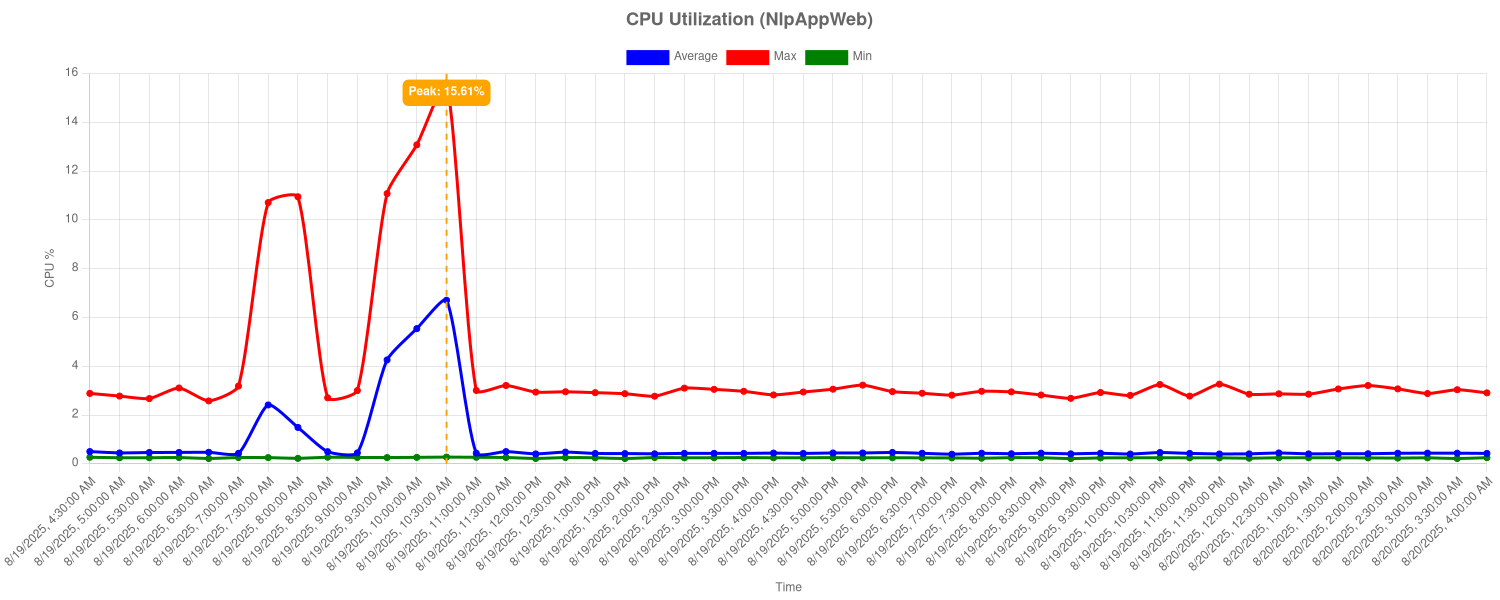 CPU Utilization (NlpAppWeb)
Average Max Min
Peak: 15.61%
16
14
12
10
8
6
4
2
0
CPU %
8/19/2025, 4:30:00 AM
8/19/2025, 5:00:00 AM
8/19/2025, 5:30:00 AM
8/19/2025, 6:00:00 AM
8/19/2025, 6:30:00 AM
8/19/2025, 7:00:00 AM
8/19/2025, 7:30:00 AM
8/19/2025, 8:00:00 AM
8/19/2025, 8:30:00 AM
8/19/2025, 9:00:00 AM
8/19/2025, 9:30:00 AM
8/19/2025, 10:00:00 AM
8/19/2025, 10:30:00 AM
8/19/2025, 11:00:00 AM
8/19/2025, 11:30:00 AM
8/19/2025, 12:00:00 PM
8/19/2025, 12:30:00 PM
8/19/2025, 1:00:00 PM
8/19/2025, 1:30:00 PM
8/19/2025, 2:00:00 PM
8/19/2025, 2:30:00 PM
8/19/2025, 3:00:00 PM
8/19/2025, 3:30:00 PM
8/19/2025, 4:00:00 PM
8/19/2025, 4:30:00 PM
8/19/2025, 5:00:00 PM
8/19/2025, 5:30:00 PM
8/19/2025, 6:00:00 PM
8/19/2025, 6:30:00 PM
8/19/2025, 7:00:00 PM
8/19/2025, 7:30:00 PM
8/19/2025, 8:00:00 PM
8/19/2025, 8:30:00 PM
8/19/2025, 9:00:00 PM
8/19/2025, 9:30:00 PM
8/19/2025, 10:00:00 PM
8/19/2025, 10:30:00 PM
8/19/2025, 11:00:00 PM
8/19/2025, 11:30:00 PM
8/20/2025, 12:00:00 AM
8/20/2025, 12:30:00 AM
8/20/2025, 1:00:00 AM
8/20/2025, 1:30:00 AM
8/20/2025, 2:00:00 AM
8/20/2025, 2:30:00 AM
8/20/2025, 3:00:00 AM
8/20/2025, 3:30:00 AM
8/20/2025, 4:00:00 AM
Time